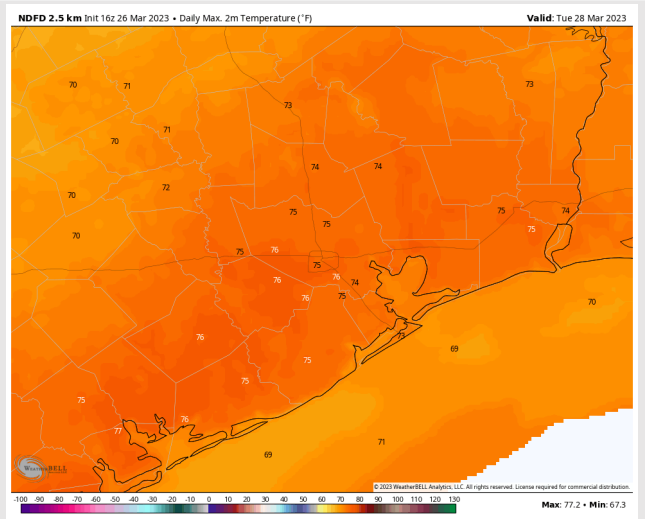 NDFD 2.5 km Init 16z 26 Mar 2023 • Daily Max. 2m Temperature (°F) Valid: Tue 28 Mar 2023
70 71 73 73
71
70
74 74
72
70
75 75 74
75 75
70
75 76
75
76 76 74
76 75
70
73
76
69
75
75
75
76
77
71
69
WEATHERBELL
© 2023 WeatherBELL Analytics, LLC. All rights reserved. License required for commercial distribution.
-100 -90 -80 -70 -60 -50 -40 -30 -20 -10 0 10 20 30 40 50 60 70 80 90 100 110 120 130
Max: 77.2 • Min: 67.3